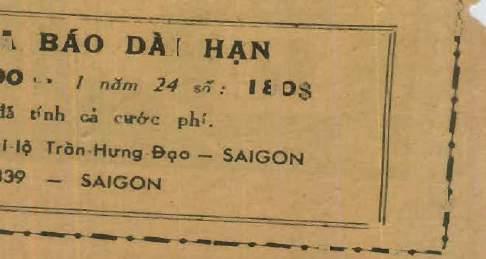 BÁO DÀI HẠN
1 năm 24 số : 180$
đã tính cả cước phí.
lộ Trần-Hưng-Đạo — SAIGON
339 — SAIGON